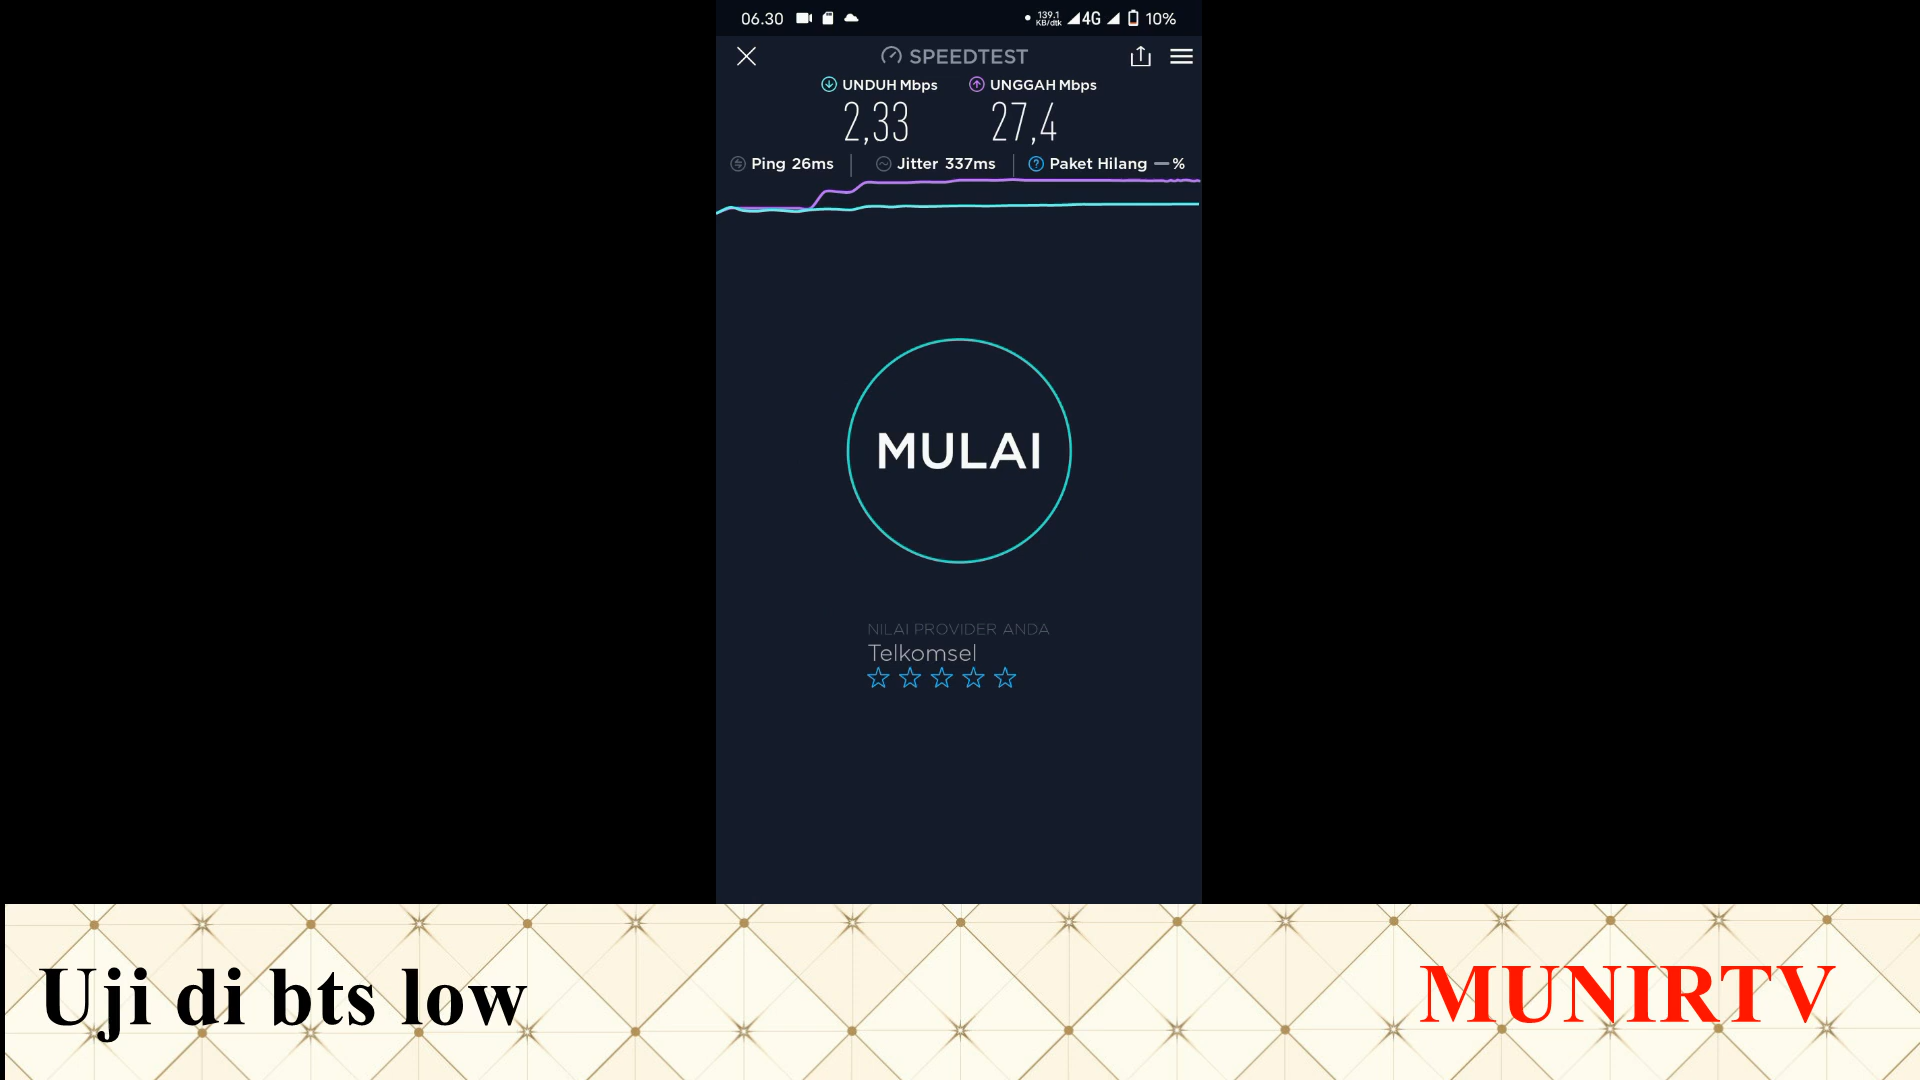 06.30 139.1 KB/dtk 4G 10%
SPEEDTEST
UNDUH Mbps UNGGAH Mbps
2,33 27,4
Ping 26ms Jitter 337ms Paket Hilang —%
MULAI
NILAI PROVIDER ANDA
Telkomsel
Uji di bts low
MUNIRTV